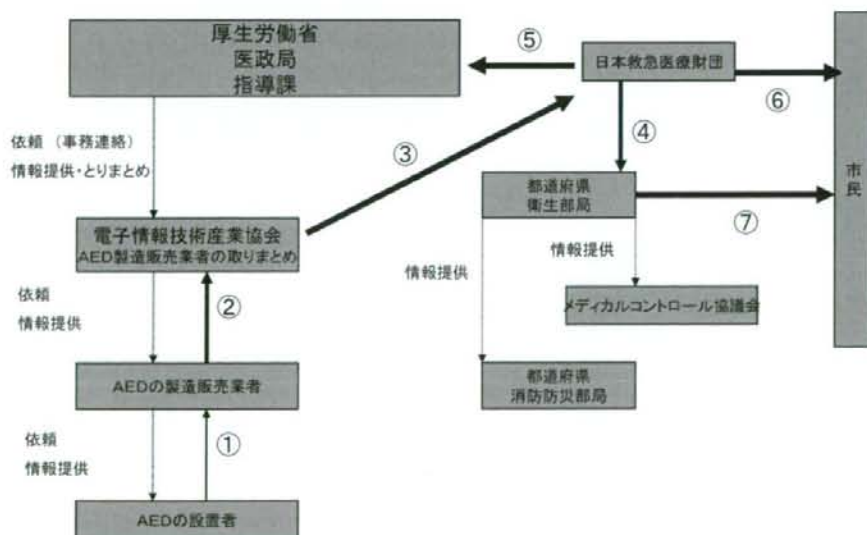 厚生労働省
医政局
指導課
⑤
日本救急医療財団
⑥
④
③
依頼 (事務連絡)
情報提供・とりまとめ
都道府県
衛生部局
市民
⑦
電子情報技術産業協会
AED製造販売業者の取りまとめ
情報提供
情報提供
メディカルコントロール協議会
依頼
情報提供
②
AEDの製造販売業者
都道府県
消防防災部局
依頼
情報提供
①
AEDの設置者